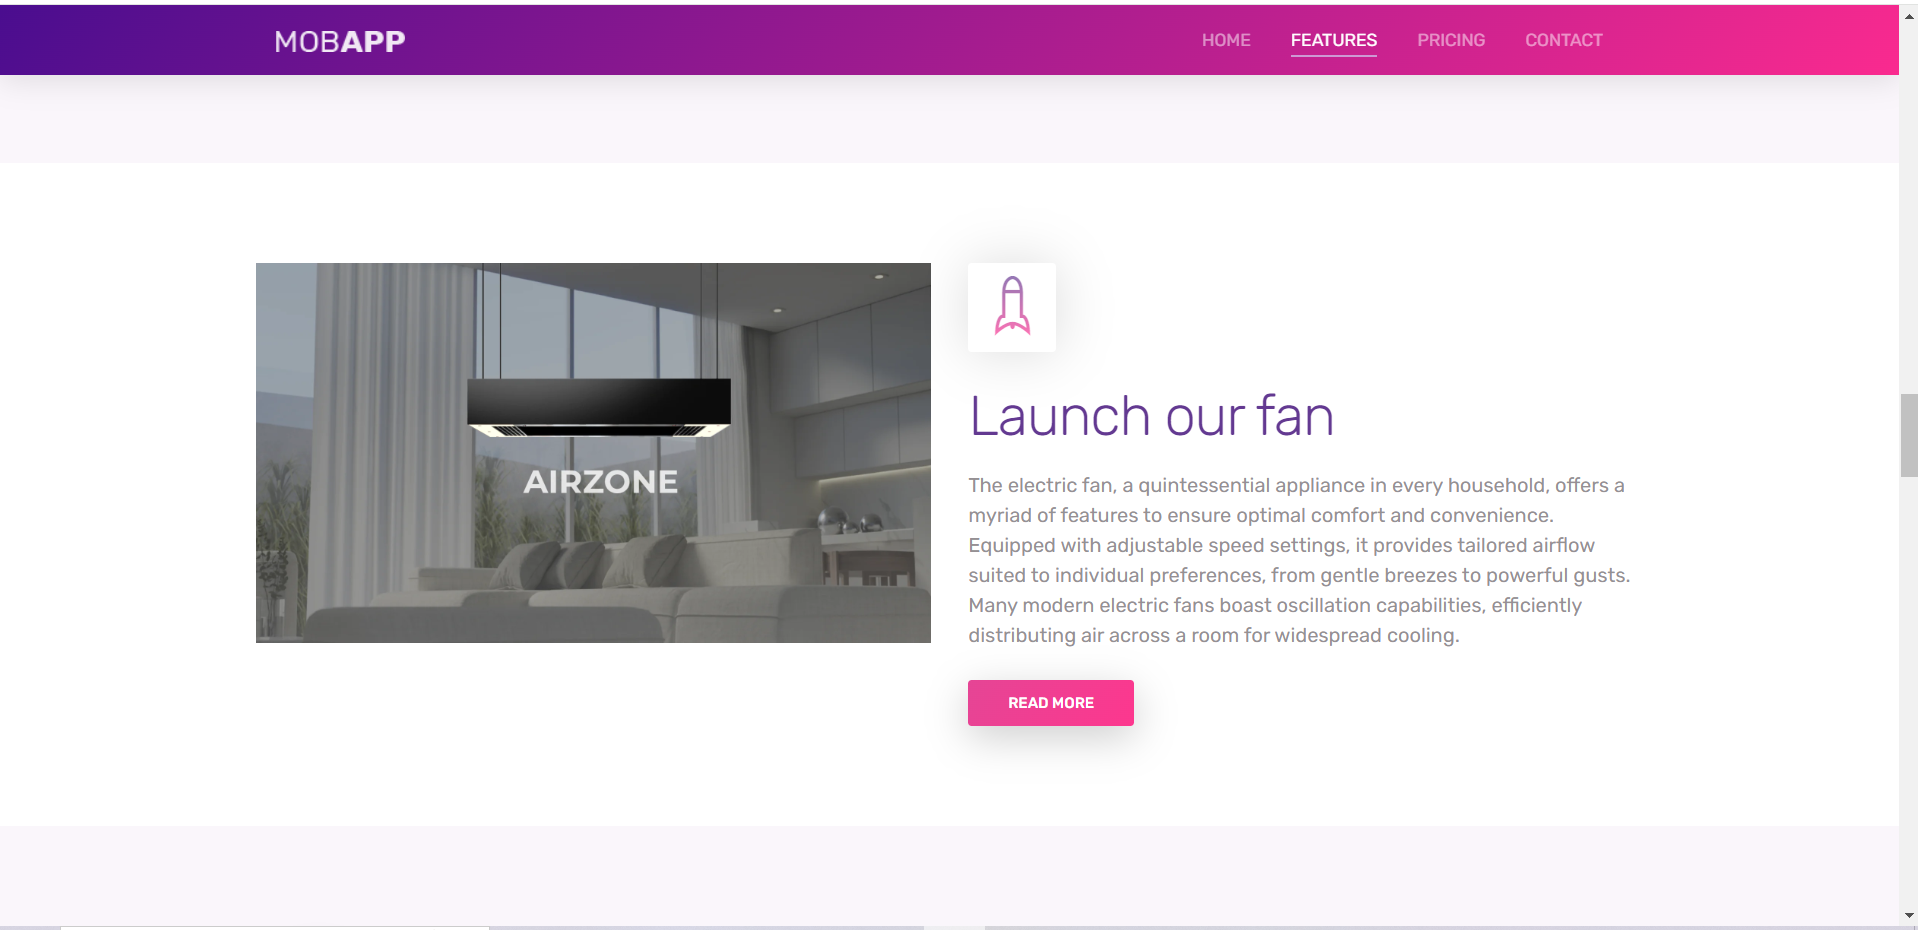 MOBAPP
HOME FEATURES PRICING CONTACT
AIRZONE
Launch our fan
The electric fan, a quintessential appliance in every household, offers a
myriad of features to ensure optimal comfort and convenience.
Equipped with adjustable speed settings, it provides tailored airflow
suited to individual preferences, from gentle breezes to powerful gusts.
Many modern electric fans boast oscillation capabilities, efficiently
distributing air across a room for widespread cooling.
READ MORE